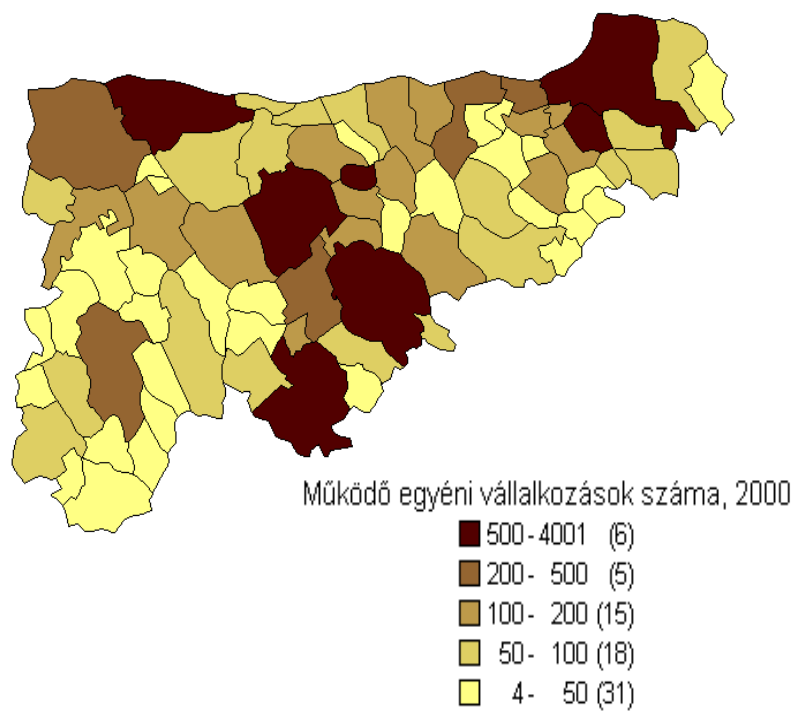 Működő egyéni vállalkozások száma, 2000
500-4001 (6)
200- 500 (5)
100- 200 (15)
50- 100 (18)
4- 50 (31)